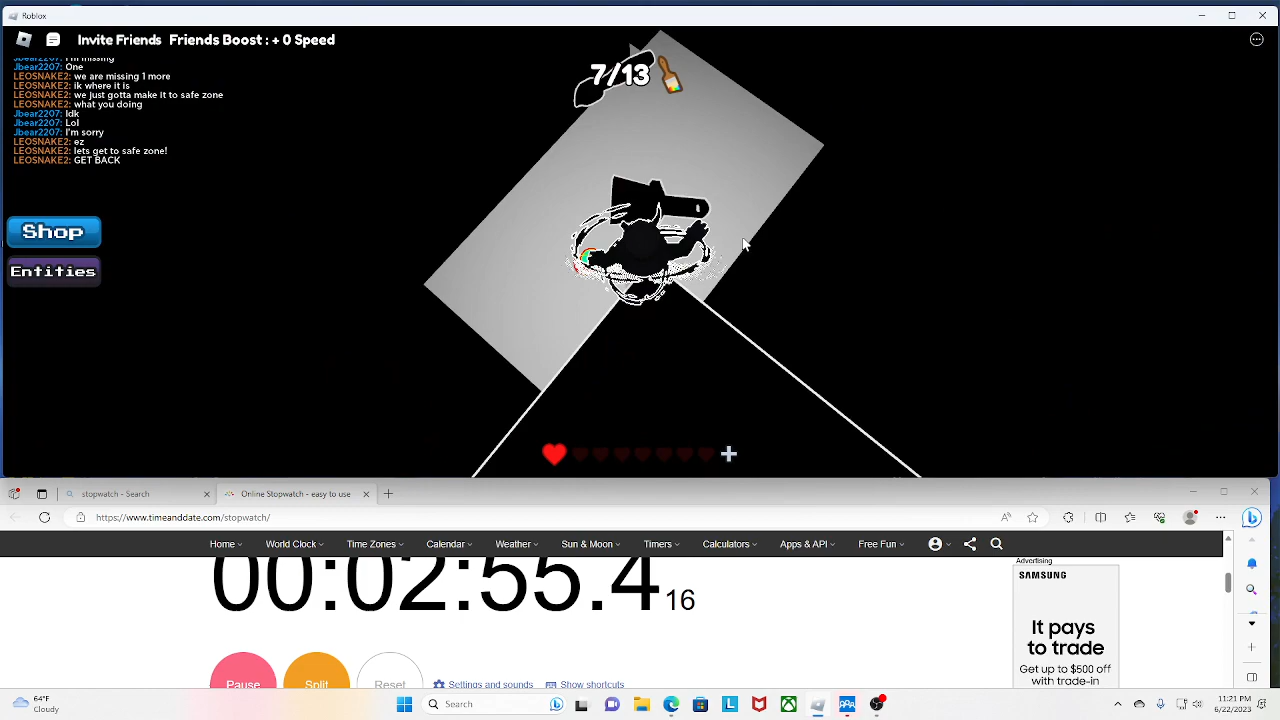 Roblox
Invite Friends Friends Boost : + 0 Speed
7/13
Jbear2207: I'm missing
Jbear2207: One
LEOSNAKE2: we are missing 1 more
LEOSNAKE2: ik where it is
LEOSNAKE2: we just gotta make it to safe zone
LEOSNAKE2: what you doing
Jbear2207: Idk
Jbear2207: Lol
Jbear2207: I'm sorry
LEOSNAKE2: ez
LEOSNAKE2: lets get to safe zone!
LEOSNAKE2: GET BACK
Shop
Entities
stopwatch - Search
Online Stopwatch - easy to use
https://www.timeanddate.com/stopwatch/
Home World Clock Time Zones Calendar Weather Sun & Moon Timers Calculators Apps & API Free Fun
Advertising
00:02:55.416
SAMSUNG
It pays
to trade
Get up to $600 off
with trade-in
Pause Split Reset Settings and sounds Show shortcuts
64°F
Cloudy
Search
11:21 PM
6/22/2023